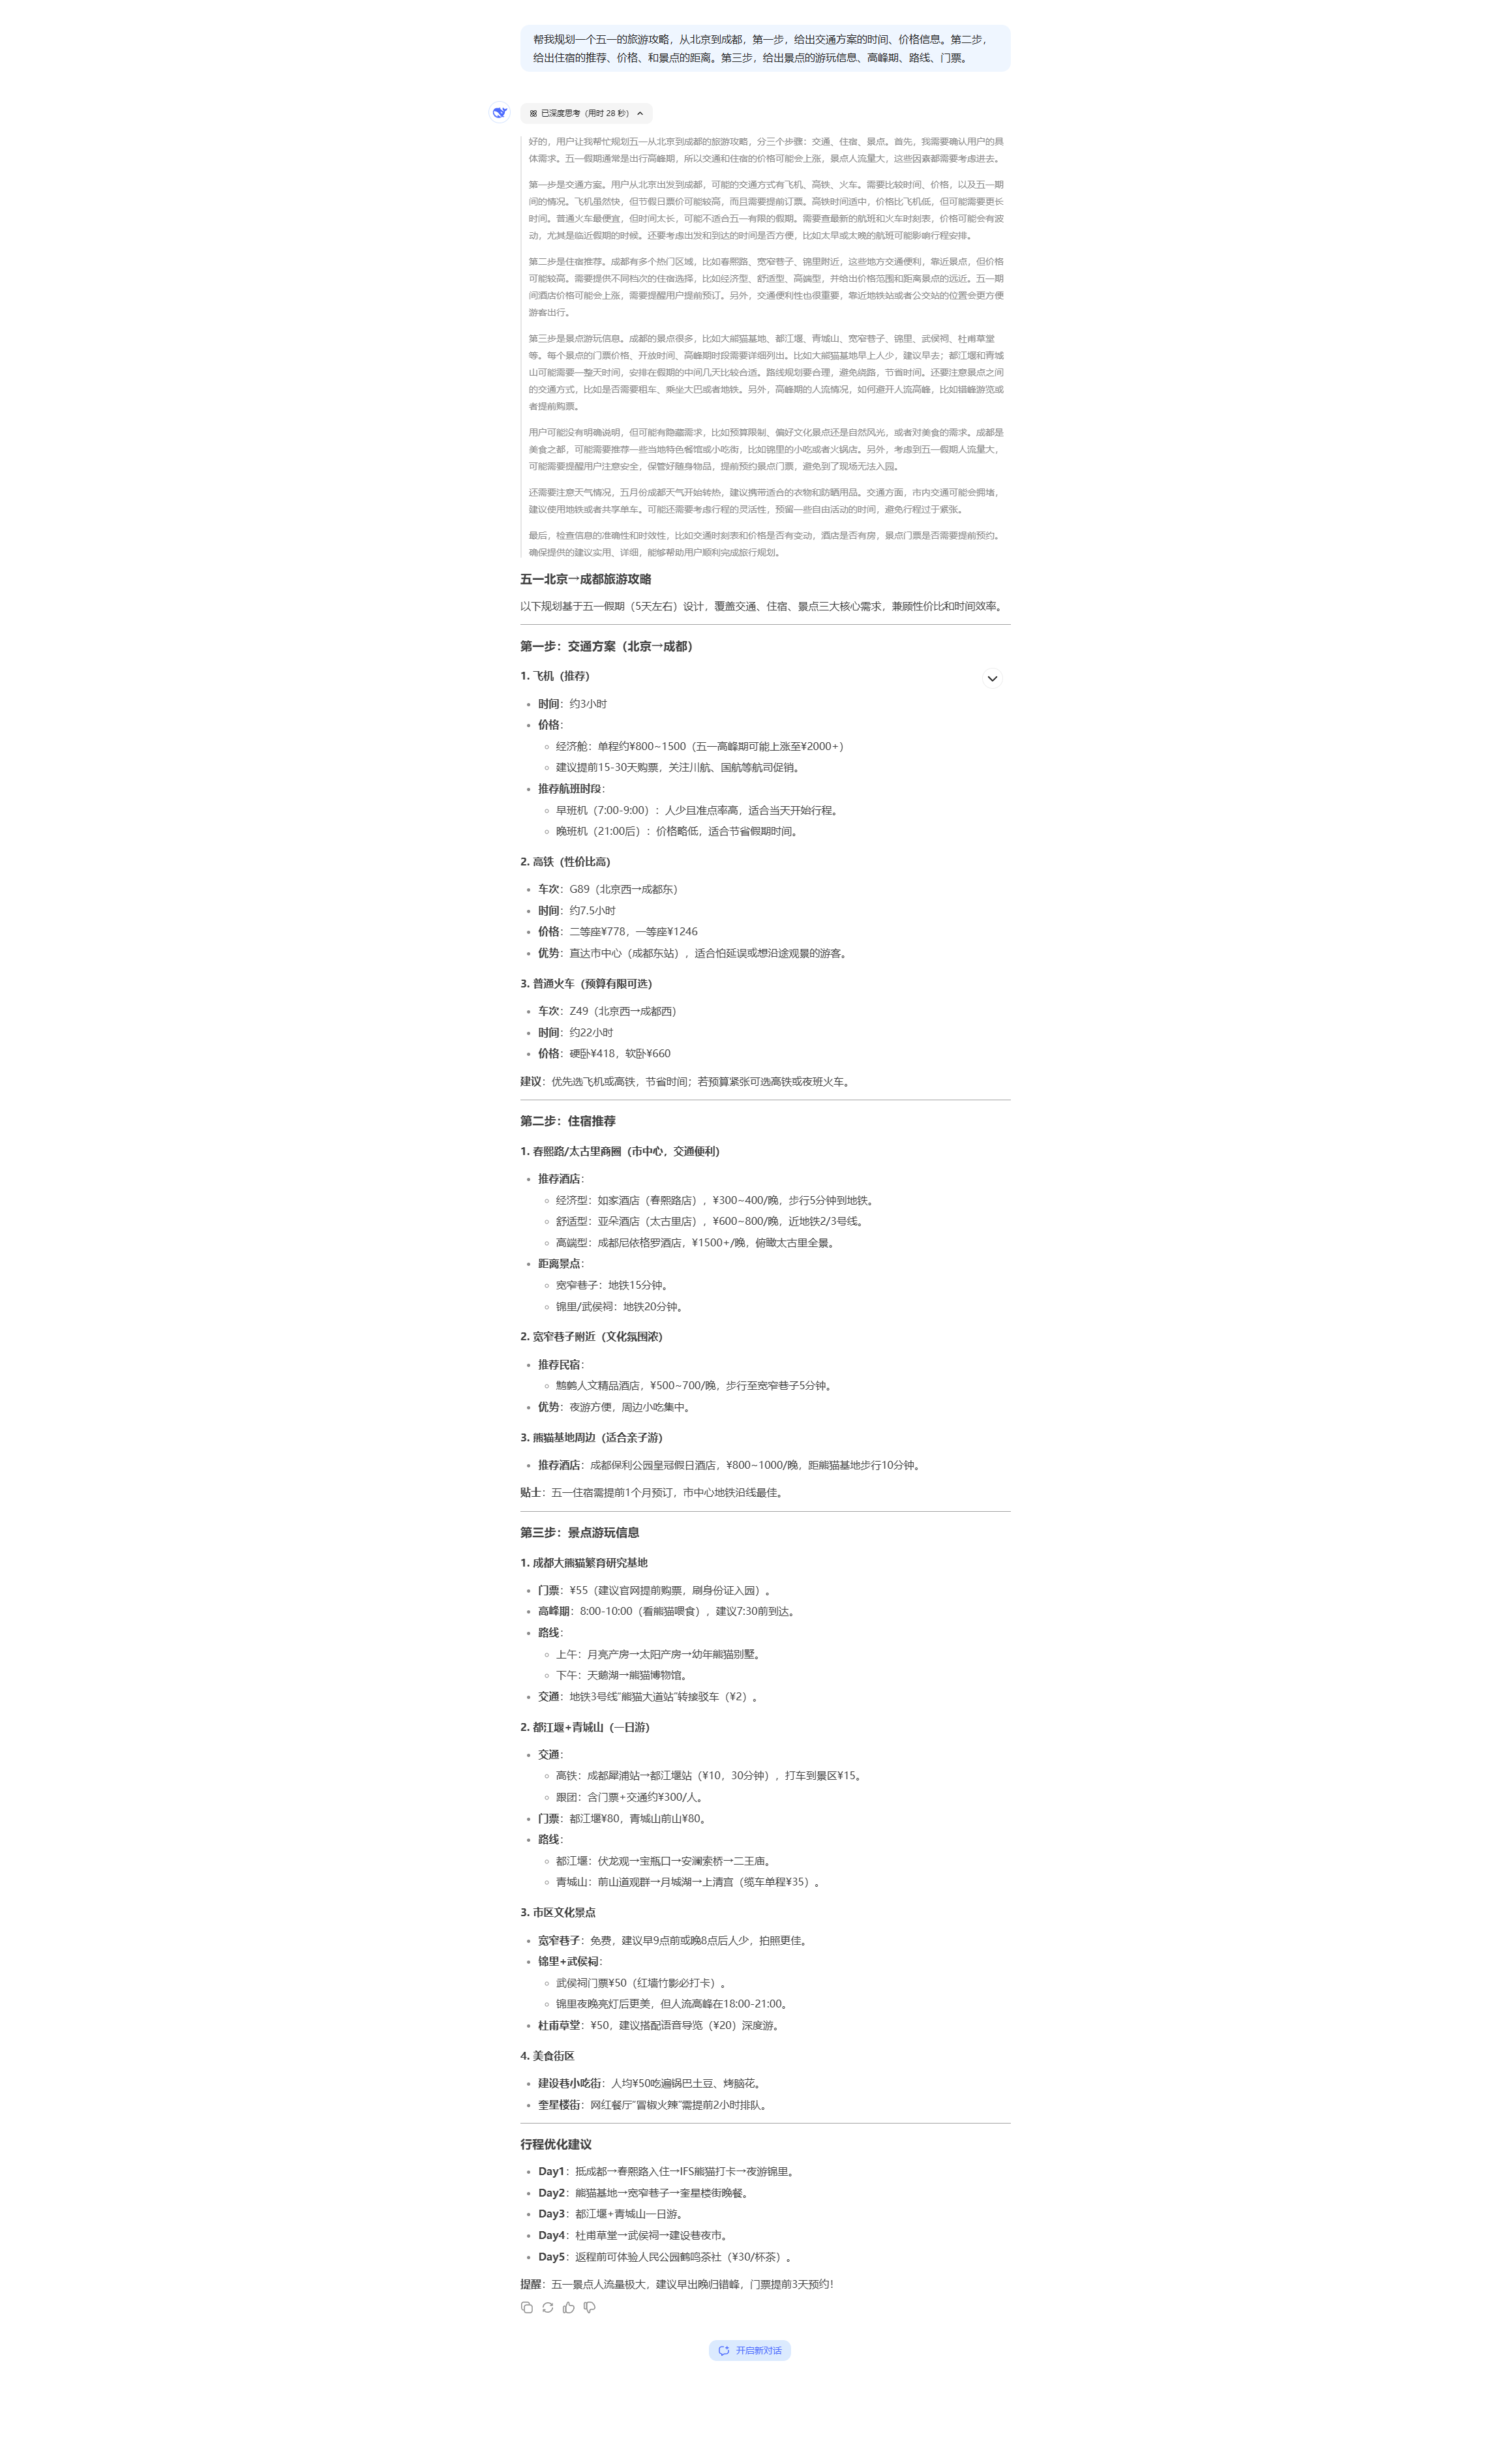 帮我规划一个五一的旅游攻略，从北京到成都，第一步，给出交通方案的时间、价格信息。第二步，
给出住宿的推荐、价格、和景点的距离。第三步，给出景点的游玩信息、高峰期、路线、门票。
已深度思考（用时 28 秒）
好的，用户让我帮忙规划五一从北京到成都的旅游攻略，分三个步骤：交通、住宿、景点。首先，我需要确认用户的具
体需求。五一假期通常是出行高峰期，所以交通和住宿的价格可能会上涨，景点人流量大，这些因素都需要考虑进去。
第一步是交通方案。用户从北京出发到成都，可能的交通方式有飞机、高铁、火车。需要比较时间、价格，以及五一期
间的情况。飞机虽然快，但节假日票价可能较高，而且需要提前订票。高铁时间适中，价格比飞机低，但可能需要更长
时间。普通火车最便宜，但时间太长，可能不适合五一有限的假期。需要查最新的航班和火车时刻表，价格可能会有波
动，尤其是临近假期的时候。还要考虑出发和到达的时间是否方便，比如太早或太晚的航班可能影响行程安排。
第二步是住宿推荐。成都有多个热门区域，比如春熙路、宽窄巷子、锦里附近，这些地方交通便利，靠近景点，但价格
可能较高。需要提供不同档次的住宿选择，比如经济型、舒适型、高端型，并给出价格范围和距离景点的远近。五一期
间酒店价格可能会上涨，需要提醒用户提前预订。另外，交通便利性也很重要，靠近地铁站或者公交站的位置会更方便
游客出行。
第三步是景点游玩信息。成都的景点很多，比如大熊猫基地、都江堰、青城山、宽窄巷子、锦里、武侯祠、杜甫草堂
等。每个景点的门票价格、开放时间、高峰期时段需要详细列出。比如大熊猫基地早上人少，建议早去；都江堰和青城
山可能需要一整天时间，安排在假期的中间几天比较合适。路线规划要合理，避免绕路，节省时间。还要注意景点之间
的交通方式，比如是否需要租车、乘坐大巴或者地铁。另外，高峰期的人流情况，如何避开人流高峰，比如错峰游览或
者提前购票。
用户可能没有明确说明，但可能有隐藏需求，比如预算限制、偏好文化景点还是自然风光，或者对美食的需求。成都是
美食之都，可能需要推荐一些当地特色餐馆或小吃街，比如锦里的小吃或者火锅店。另外，考虑到五一假期人流量大，
可能需要提醒用户注意安全，保管好随身物品，提前预约景点门票，避免到了现场无法入园。
还需要注意天气情况，五月份成都天气开始转热，建议携带适合的衣物和防晒用品。交通方面，市内交通可能会拥堵，
建议使用地铁或者共享单车。可能还需要考虑行程的灵活性，预留一些自由活动的时间，避免行程过于紧张。
最后，检查信息的准确性和时效性，比如交通时刻表和价格是否有变动，酒店是否有房，景点门票是否需要提前预约。
确保提供的建议实用、详细，能够帮助用户顺利完成旅行规划。
五一北京→成都旅游攻略
以下规划基于五一假期（5天左右）设计，覆盖交通、住宿、景点三大核心需求，兼顾性价比和时间效率。
第一步：交通方案（北京→成都）
1. 飞机（推荐）
时间：约3小时
价格：
经济舱：单程约¥800~1500（五一高峰期可能上涨至¥2000+）
建议提前15-30天购票，关注川航、国航等航司促销。
推荐航班时段：
早班机（7:00-9:00）：人少且准点率高，适合当天开始行程。
晚班机（21:00后）：价格略低，适合节省假期时间。
2. 高铁（性价比高）
车次：G89（北京西→成都东）
时间：约7.5小时
价格：二等座¥778，一等座¥1246
优势：直达市中心（成都东站），适合怕延误或想沿途观景的游客。
3. 普通火车（预算有限可选）
车次：Z49（北京西→成都西）
时间：约22小时
价格：硬卧¥418，软卧¥660
建议：优先选飞机或高铁，节省时间；若预算紧张可选高铁或夜班火车。
第二步：住宿推荐
1. 春熙路/太古里商圈（市中心，交通便利）
推荐酒店：
经济型：如家酒店（春熙路店），¥300~400/晚，步行5分钟到地铁。
舒适型：亚朵酒店（太古里店），¥600~800/晚，近地铁2/3号线。
高端型：成都尼依格罗酒店，¥1500+/晚，俯瞰太古里全景。
距离景点：
宽窄巷子：地铁15分钟。
锦里/武侯祠：地铁20分钟。
2. 宽窄巷子附近（文化氛围浓）
推荐民宿：
鹪鹩人文精品酒店，¥500~700/晚，步行至宽窄巷子5分钟。
优势：夜游方便，周边小吃集中。
3. 熊猫基地周边（适合亲子游）
推荐酒店：成都保利公园皇冠假日酒店，¥800~1000/晚，距熊猫基地步行10分钟。
贴士：五一住宿需提前1个月预订，市中心地铁沿线最佳。
第三步：景点游玩信息
1. 成都大熊猫繁育研究基地
门票：¥55（建议官网提前购票，刷身份证入园）。
高峰期：8:00-10:00（看熊猫喂食），建议7:30前到达。
路线：
上午：月亮产房→太阳产房→幼年熊猫别墅。
下午：天鹅湖→熊猫博物馆。
交通：地铁3号线“熊猫大道站”转接驳车（¥2）。
2. 都江堰+青城山（一日游）
交通：
高铁：成都犀浦站→都江堰站（¥10，30分钟），打车到景区¥15。
跟团：含门票+交通约¥300/人。
门票：都江堰¥80，青城山前山¥80。
路线：
都江堰：伏龙观→宝瓶口→安澜索桥→二王庙。
青城山：前山道观群→月城湖→上清宫（缆车单程¥35）。
3. 市区文化景点
宽窄巷子：免费，建议早9点前或晚8点后人少，拍照更佳。
锦里+武侯祠：
武侯祠门票¥50（红墙竹影必打卡）。
锦里夜晚亮灯后更美，但人流高峰在18:00-21:00。
杜甫草堂：¥50，建议搭配语音导览（¥20）深度游。
4. 美食街区
建设巷小吃街：人均¥50吃遍锅巴土豆、烤脑花。
奎星楼街：网红餐厅“冒椒火辣”需提前2小时排队。
行程优化建议
Day1：抵成都→春熙路入住→IFS熊猫打卡→夜游锦里。
Day2：熊猫基地→宽窄巷子→奎星楼街晚餐。
Day3：都江堰+青城山一日游。
Day4：杜甫草堂→武侯祠→建设巷夜市。
Day5：返程前可体验人民公园鹤鸣茶社（¥30/杯茶）。
提醒：五一景点人流量极大，建议早出晚归错峰，门票提前3天预约！
开启新对话